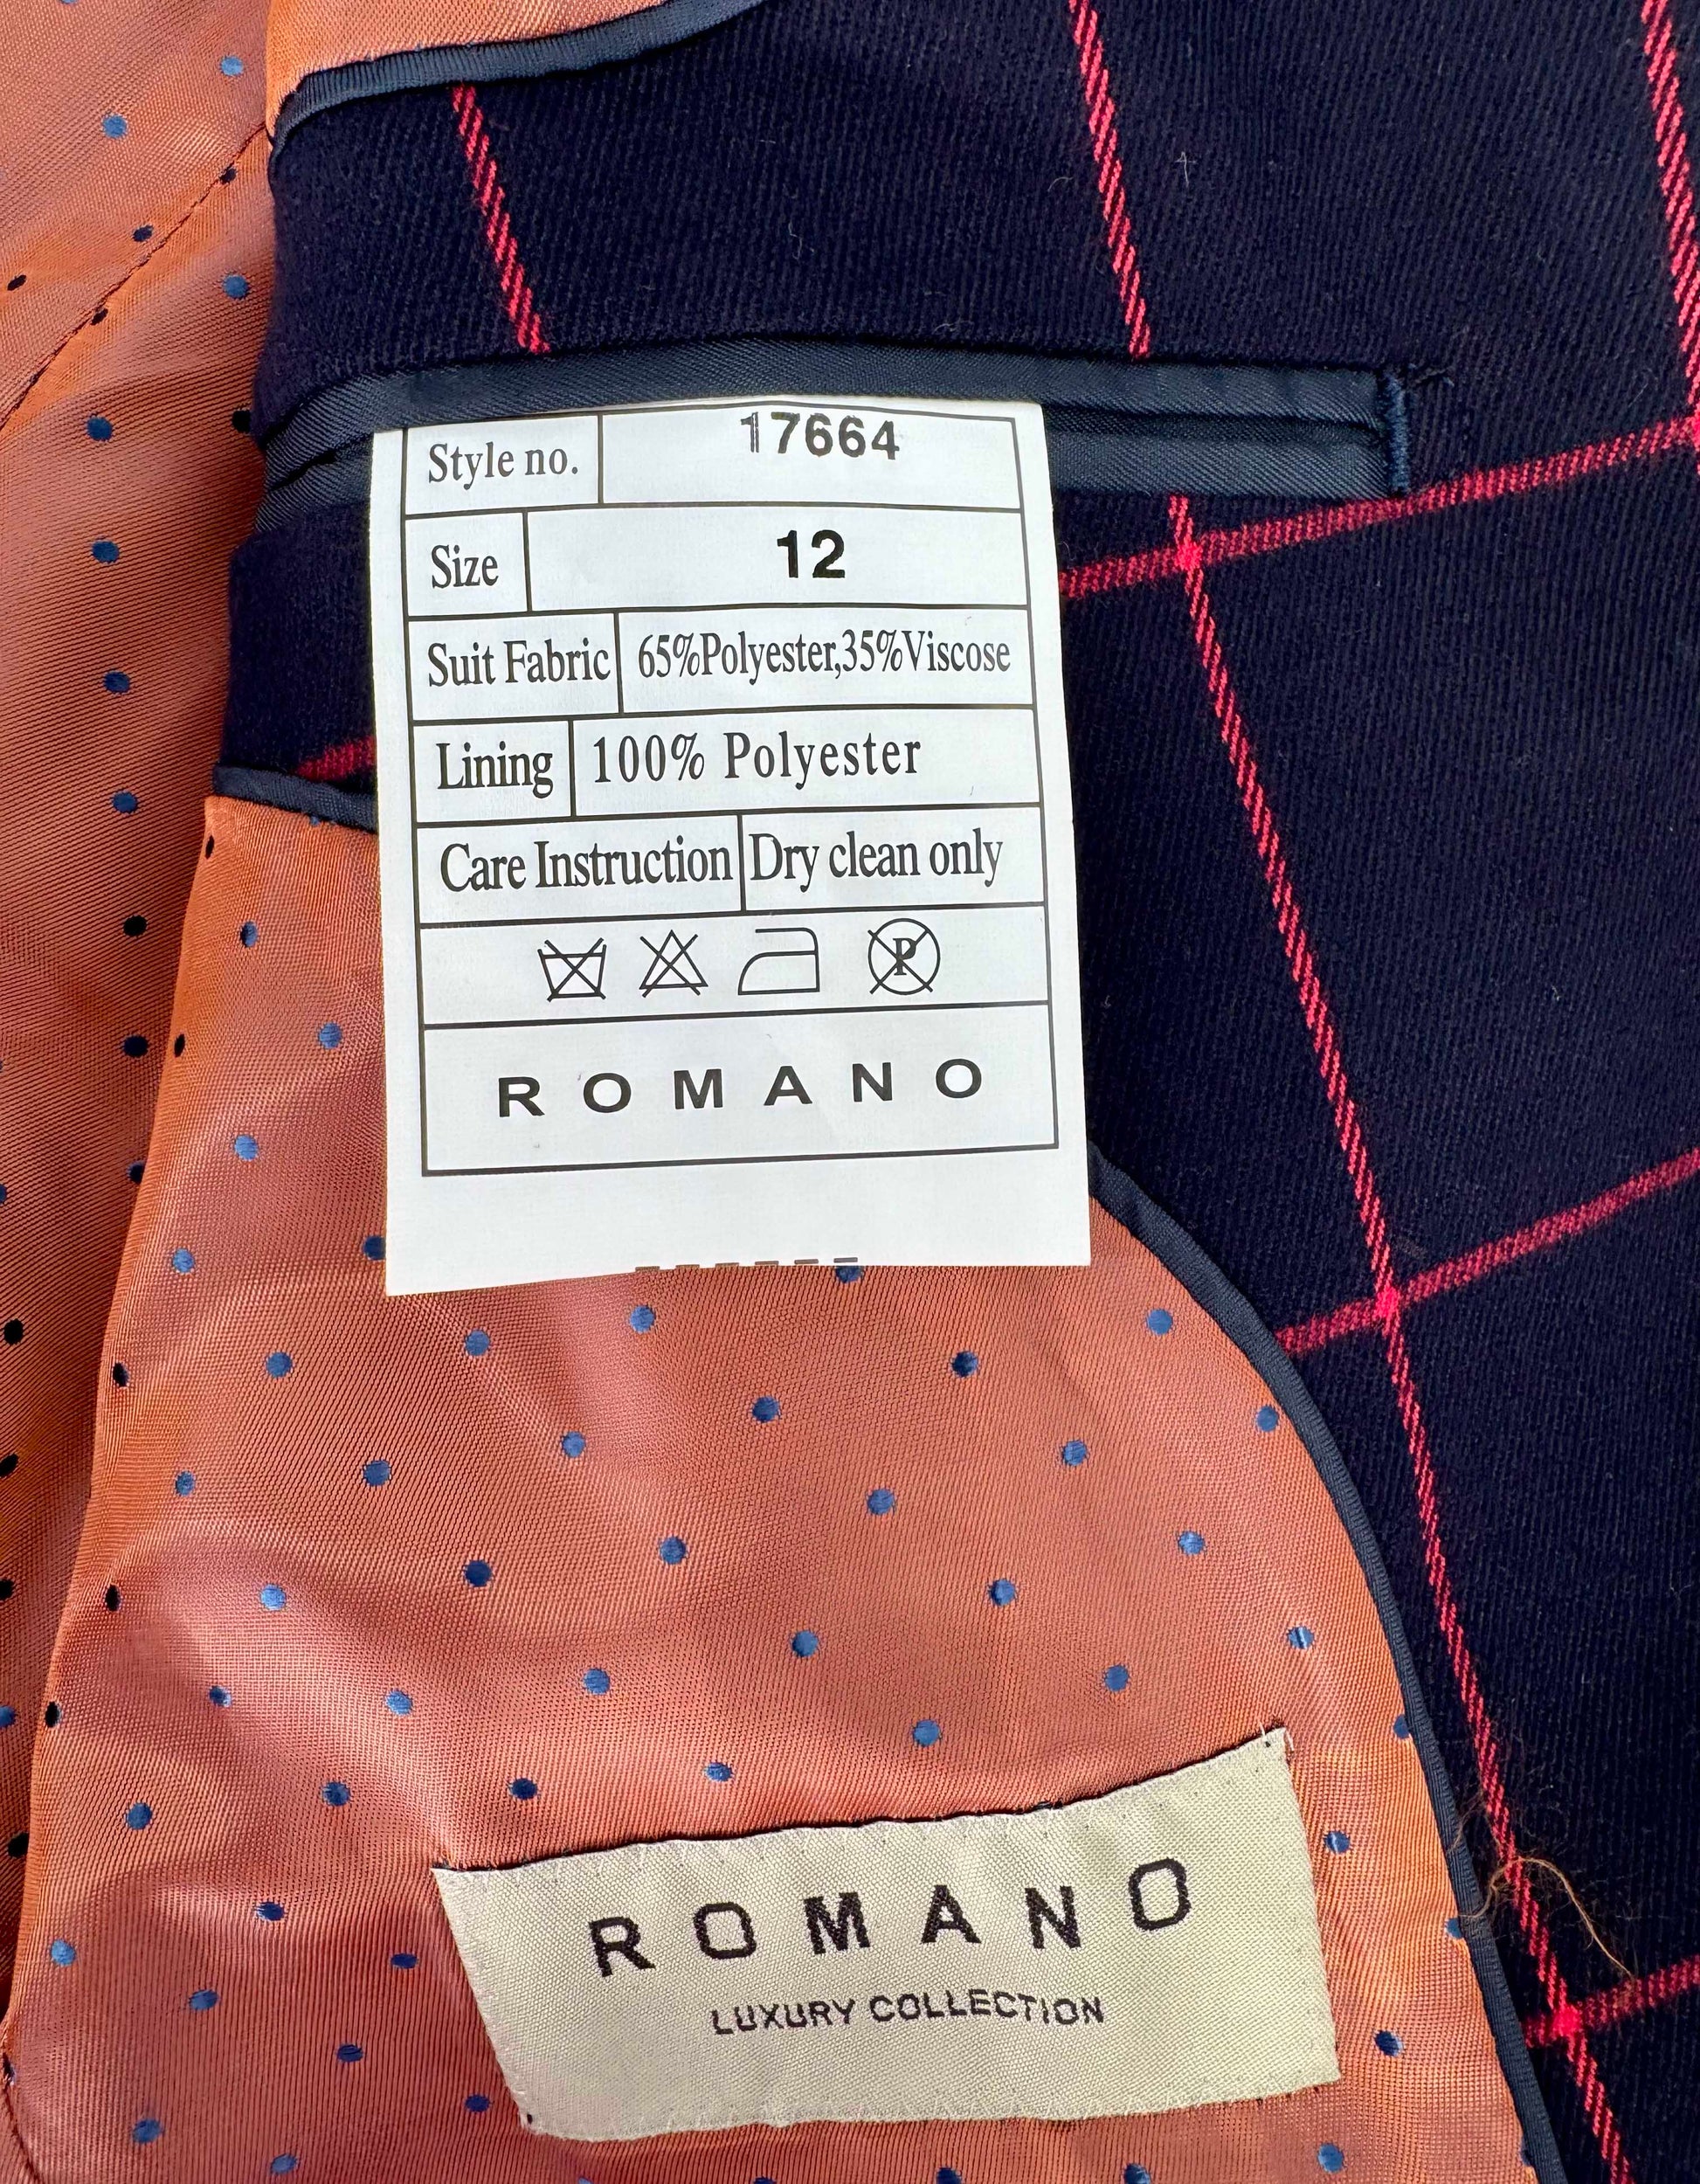 Style no. 17664
Size 12
Suit Fabric 65%Polyester,35%Viscose
Lining 100% Polyester
Care Instruction Dry clean only
P
ROMANO
ROMANO
LUXURY COLLECTION